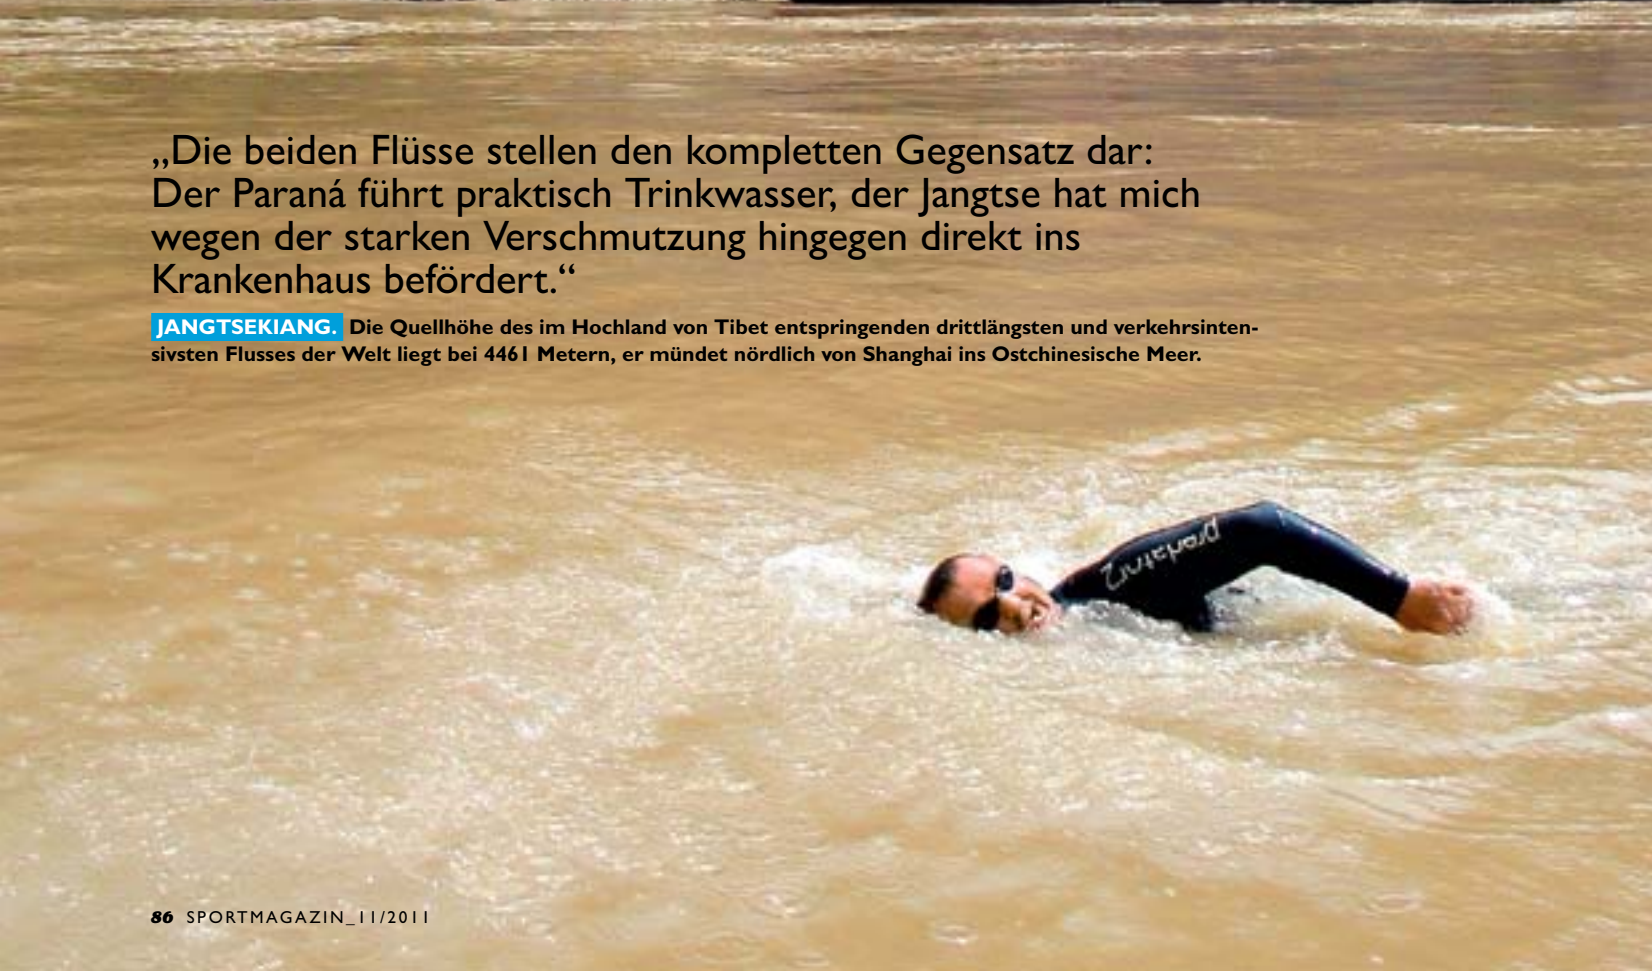 „Die beiden Flüsse stellen den kompletten Gegensatz dar:
Der Paraná führt praktisch Trinkwasser, der Jangtse hat mich
wegen der starken Verschmutzung hingegen direkt ins
Krankenhaus befördert.“
JANGTSEKIANG. Die Quellhöhe des im Hochland von Tibet entspringenden drittlängsten und verkehrsinten-
sivsten Flusses der Welt liegt bei 4461 Metern, er mündet nördlich von Shanghai ins Ostchinesische Meer.
predatr2
86 SPORTMAGAZIN_11/2011